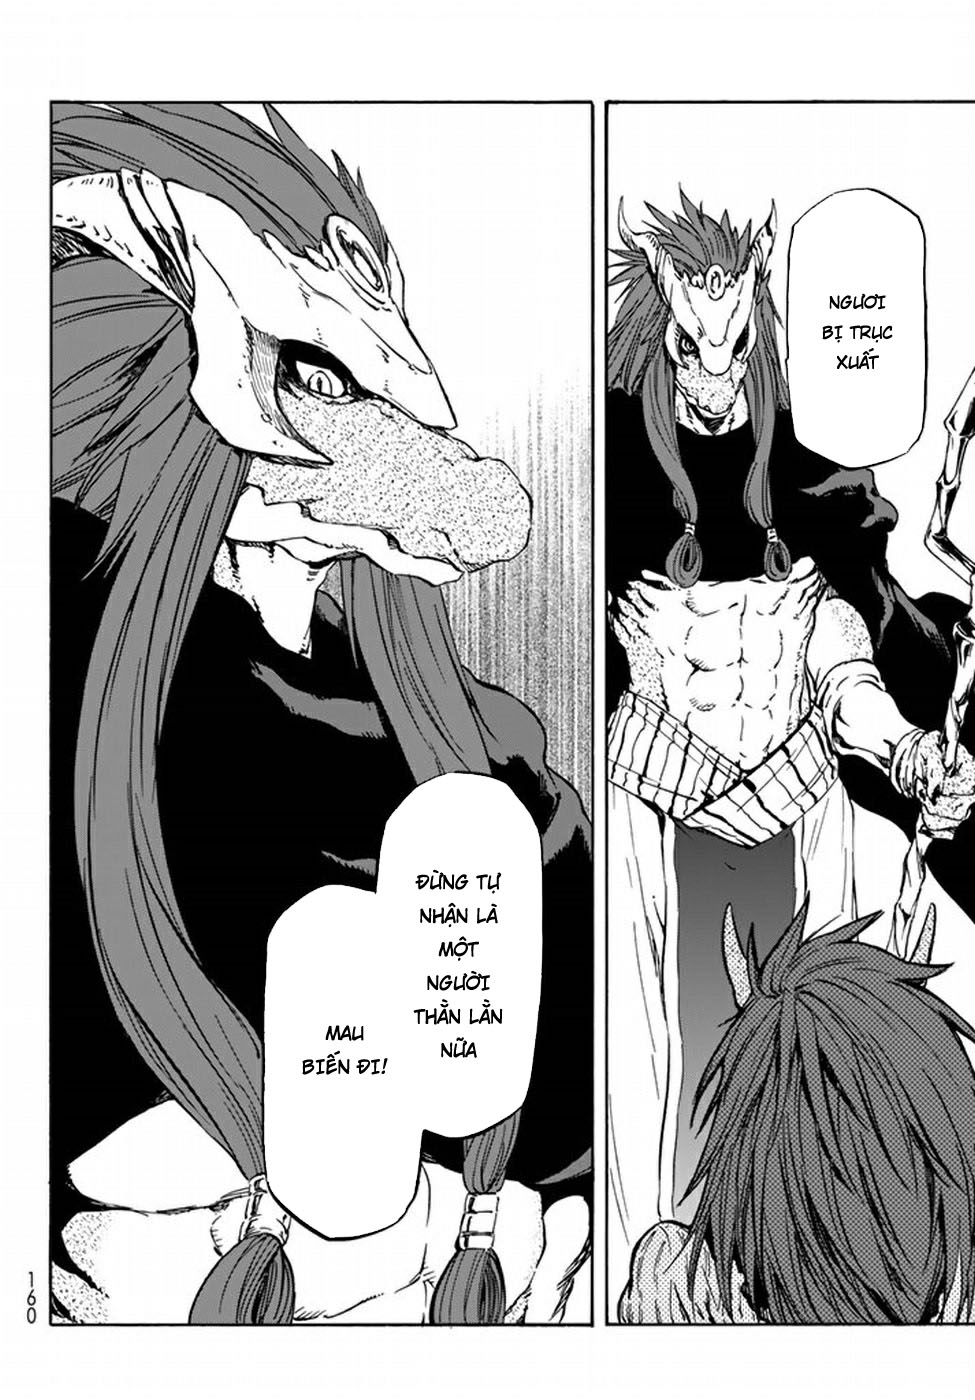 NGƯƠI
BỊ TRỤC
XUẤT
ĐỪNG TỰ
NHẬN LÀ
MỘT
NGƯỜI
THẰN LẰN
NỮA
MAU
BIẾN ĐI!
160